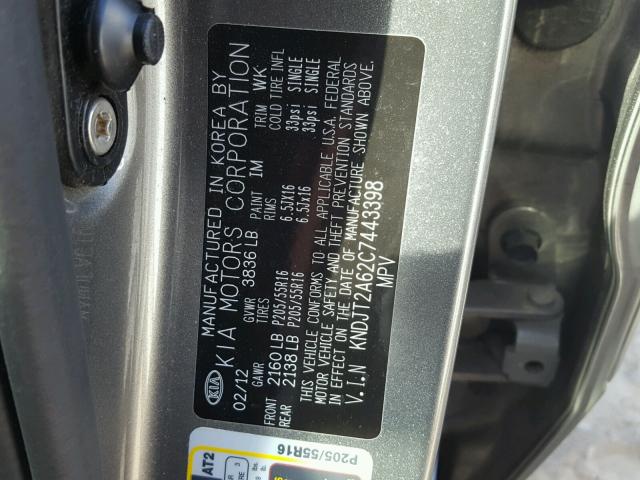 KIA
MANUFACTURED IN KOREA BY
KIA MOTORS CORPORATION
02/12 GVWR 3836 LB PAINT IM TRIM WK
GAWR TIRES RIMS COLD TIRE INFL
FRONT 2160 LB P205/55R16 6.5JX16 33psi SINGLE
REAR 2138 LB P205/55R16 6.5JX16 33psi SINGLE
THIS VEHICLE CONFORMS TO ALL APPLICABLE U.S.A. FEDERAL
MOTOR VEHICLE SAFETY AND THEFT PREVENTION STANDARDS
IN EFFECT ON THE DATE OF MANUFACTURE SHOWN ABOVE.
V.I.N KNDJT2A62C7443398
MPV
AT2
P205/55R16